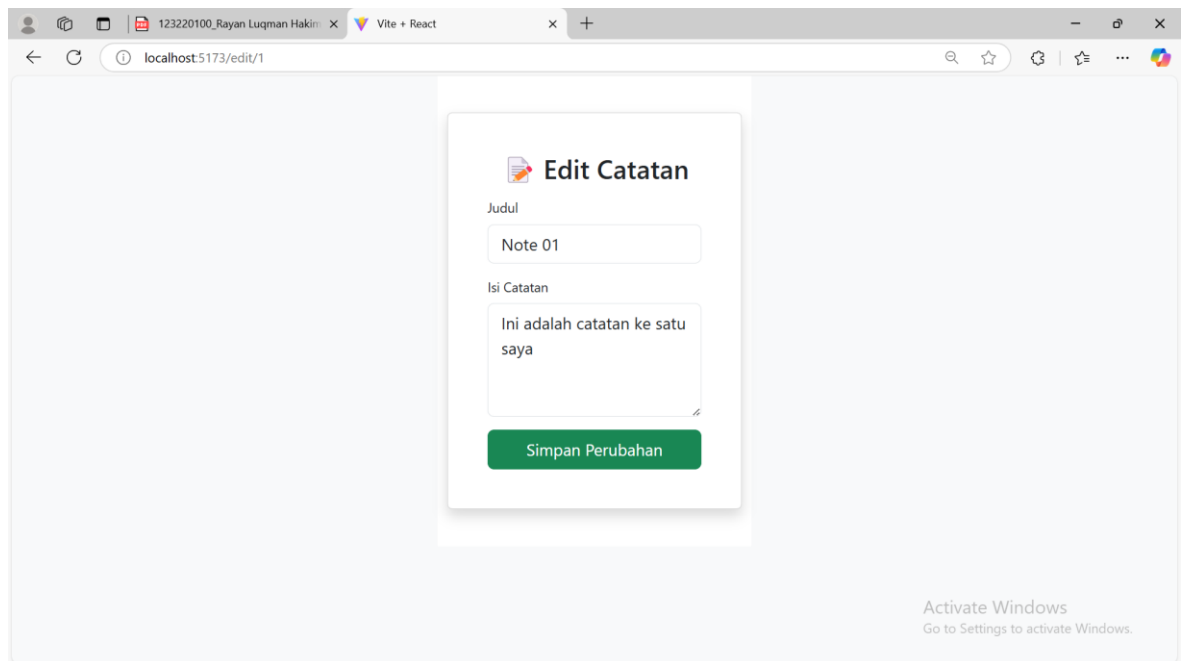 123220100_Rayan Luqman Hakim
Vite + React
localhost:5173/edit/1
Edit Catatan
Judul
Note 01
Isi Catatan
Ini adalah catatan ke satu
saya
Simpan Perubahan
Activate Windows
Go to Settings to activate Windows.